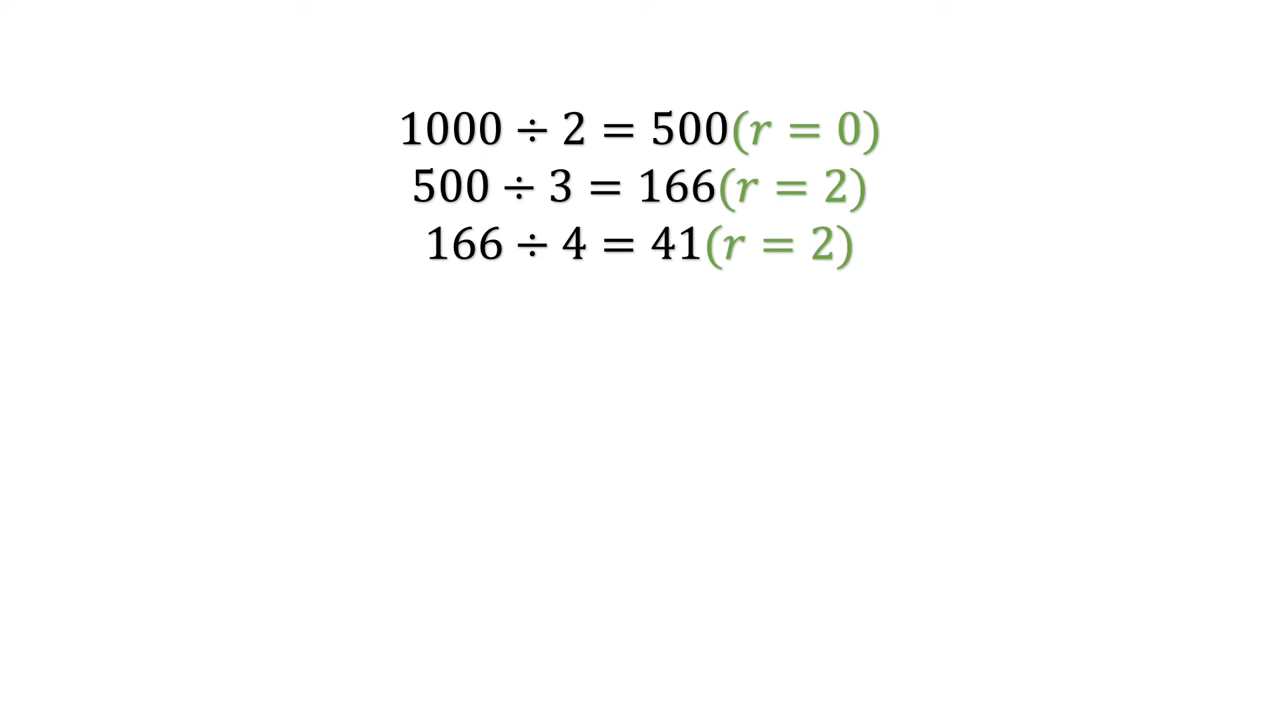 1000 ÷ 2 = 500(r = 0)
500 ÷ 3 = 166(r = 2)
166 ÷ 4 = 41(r = 2)